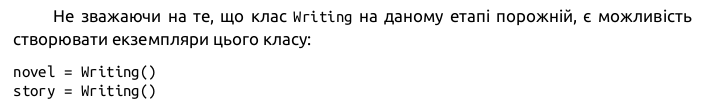 Не зважаючи на те, що клас Writing на даному етапі порожній, є можливість
створювати екземпляри цього класу:
novel = Writing()
story = Writing()